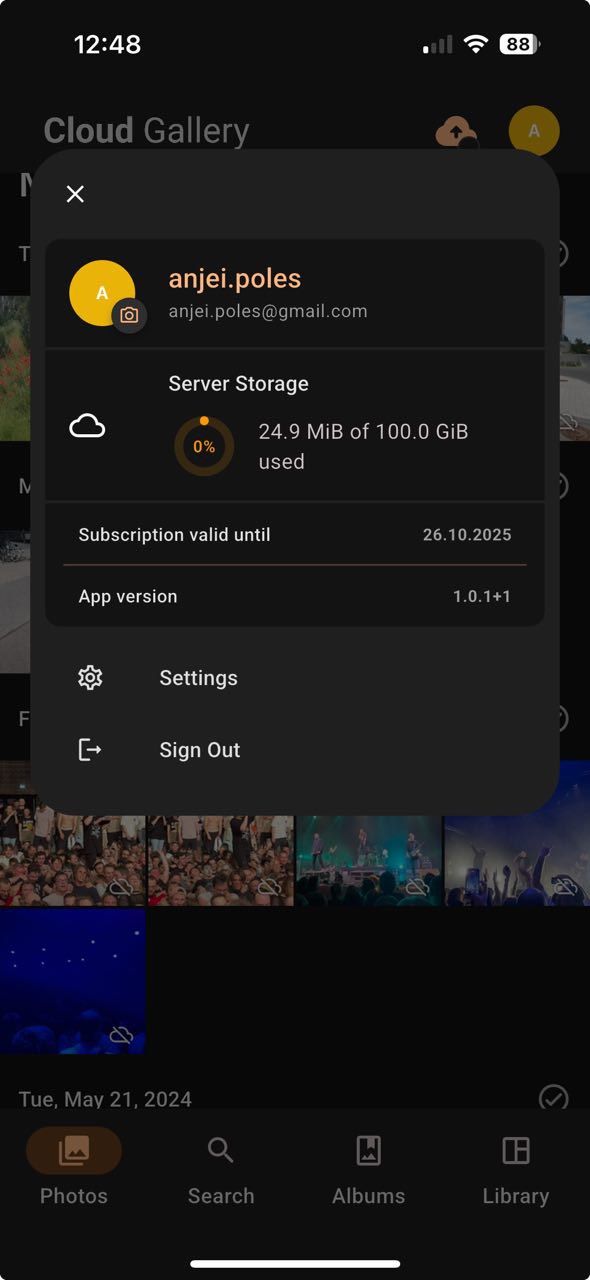 12:48
88
Cloud Gallery
A
M
T
A
anjei.poles
anjei.poles@gmail.com
Server Storage
0%
24.9 MiB of 100.0 GiB
used
M
Subscription valid until 26.10.2025
App version 1.0.1+1
Settings
F
Sign Out
Tue, May 21, 2024
Photos Search Albums Library